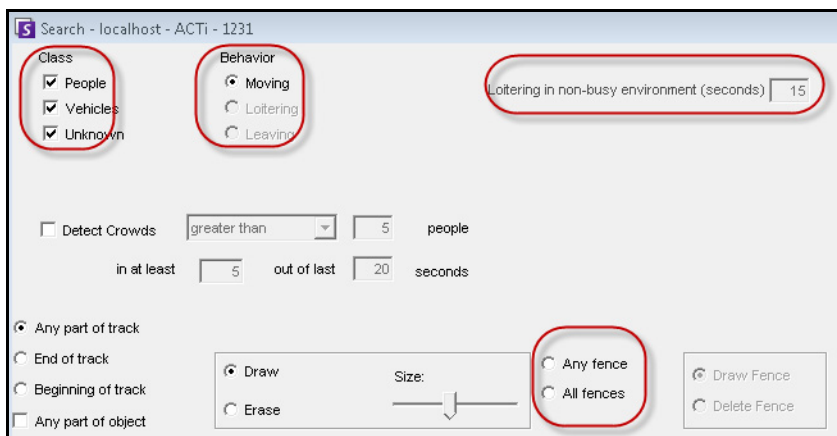 Search - localhost - ACTi - 1231
Class
Behavior
People
Moving
Loitering in non-busy environment (seconds) 15
Vehicles
Loitering
Unknown
Leaving
Detect Crowds greater than 5 people
in at least 5 out of last 20 seconds
Any part of track
End of track
Beginning of track
Any part of object
Draw
Erase
Size:
Any fence
All fences
Draw Fence
Delete Fence